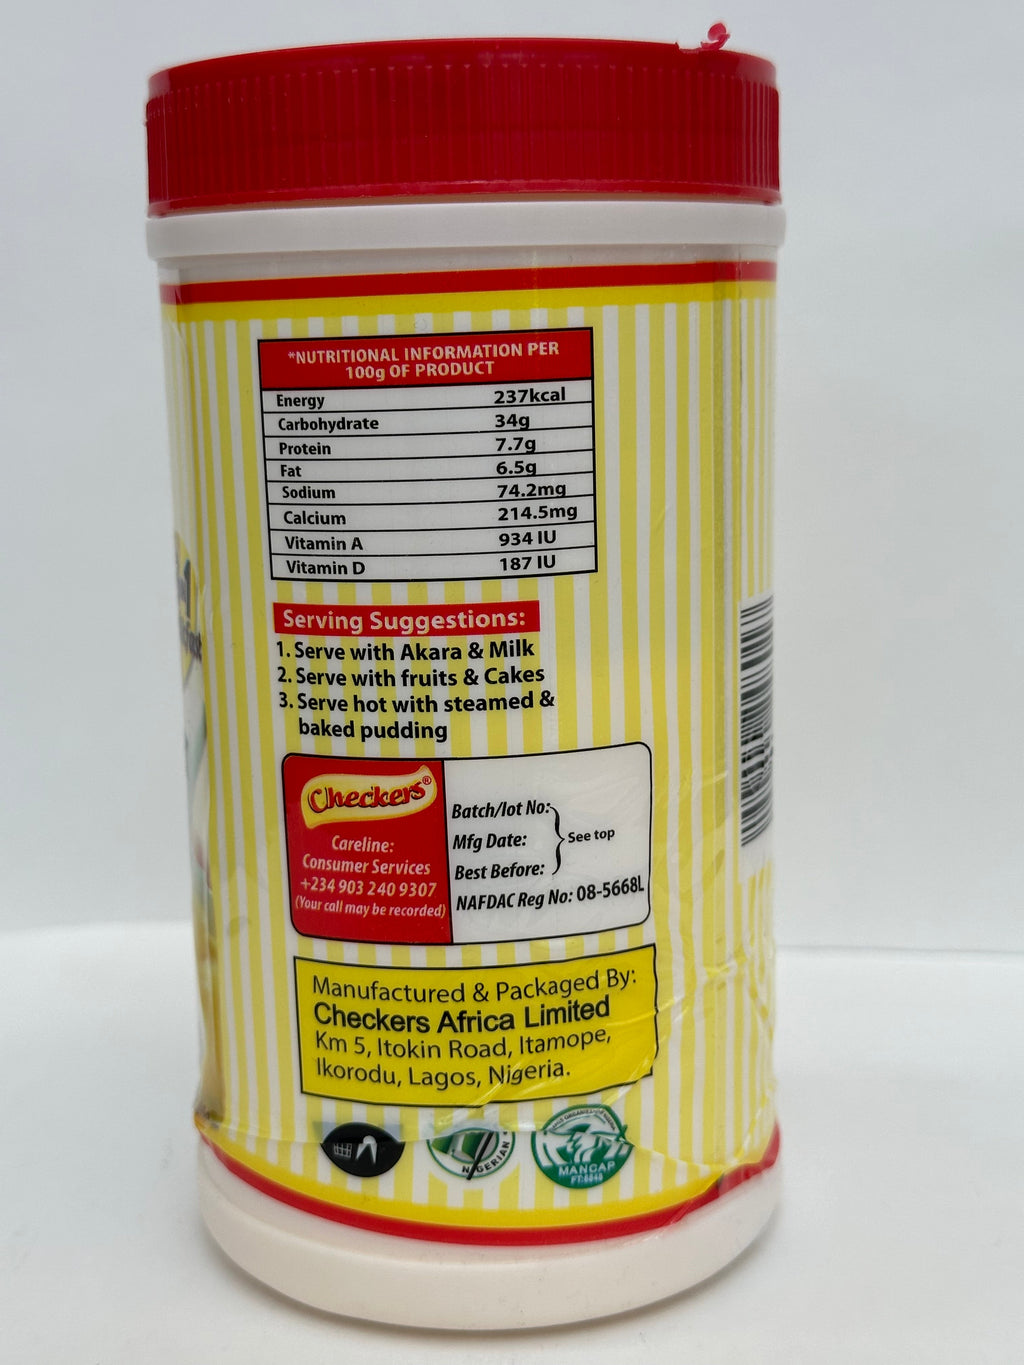 *NUTRITIONAL INFORMATION PER
100g OF PRODUCT
Energy 237kcal
Carbohydrate 34g
Protein 7.7g
Fat 6.5g
Sodium 74.2mg
Calcium 214.5mg
Vitamin A 934 IU
Vitamin D 187 IU
Serving Suggestions:
1. Serve with Akara & Milk
2. Serve with fruits & Cakes
3. Serve hot with steamed &
baked pudding
Checkers®
Careline:
Consumer Services
+234 903 240 9307
(Your call may be recorded)
Batch/lot No:
Mfg Date:
Best Before:
See top
NAFDAC Reg No: 08-5668L
Manufactured & Packaged By:
Checkers Africa Limited
Km 5, Itokin Road, Itamope,
Ikorodu, Lagos, Nigeria.
NIGERIAN
MANCAP